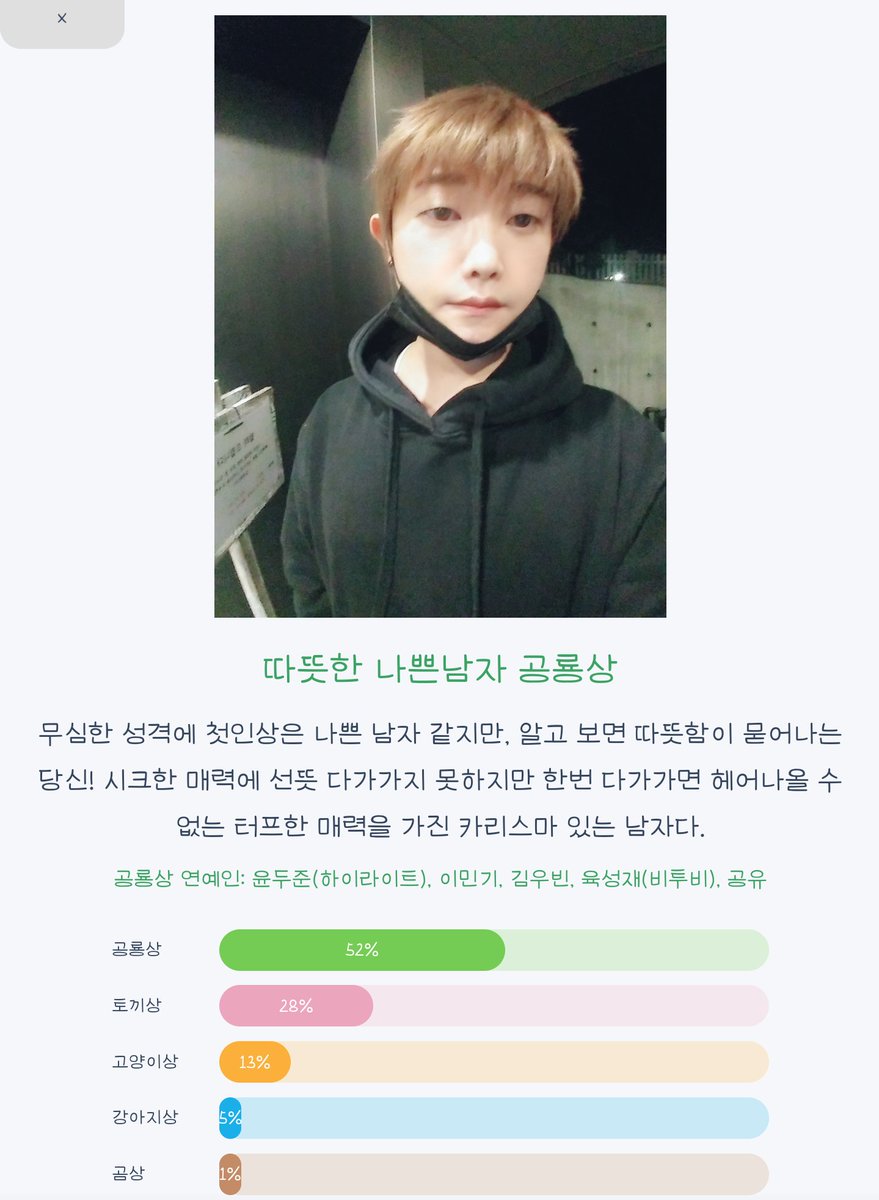 X
따뜻한 나쁜남자 공룡상
무심한 성격에 첫인상은 나쁜 남자 같지만, 알고 보면 따뜻함이 묻어나는
당신! 시크한 매력에 선뜻 다가가지 못하지만 한번 다가가면 헤어나올 수
없는 터프한 매력을 가진 카리스마 있는 남자다.
공룡상 연예인: 윤두준(하이라이트), 이민기, 김우빈, 육성재(비투비), 공유
공룡상 52%
토끼상 28%
고양이상 13%
강아지상 5%
곰상 1%